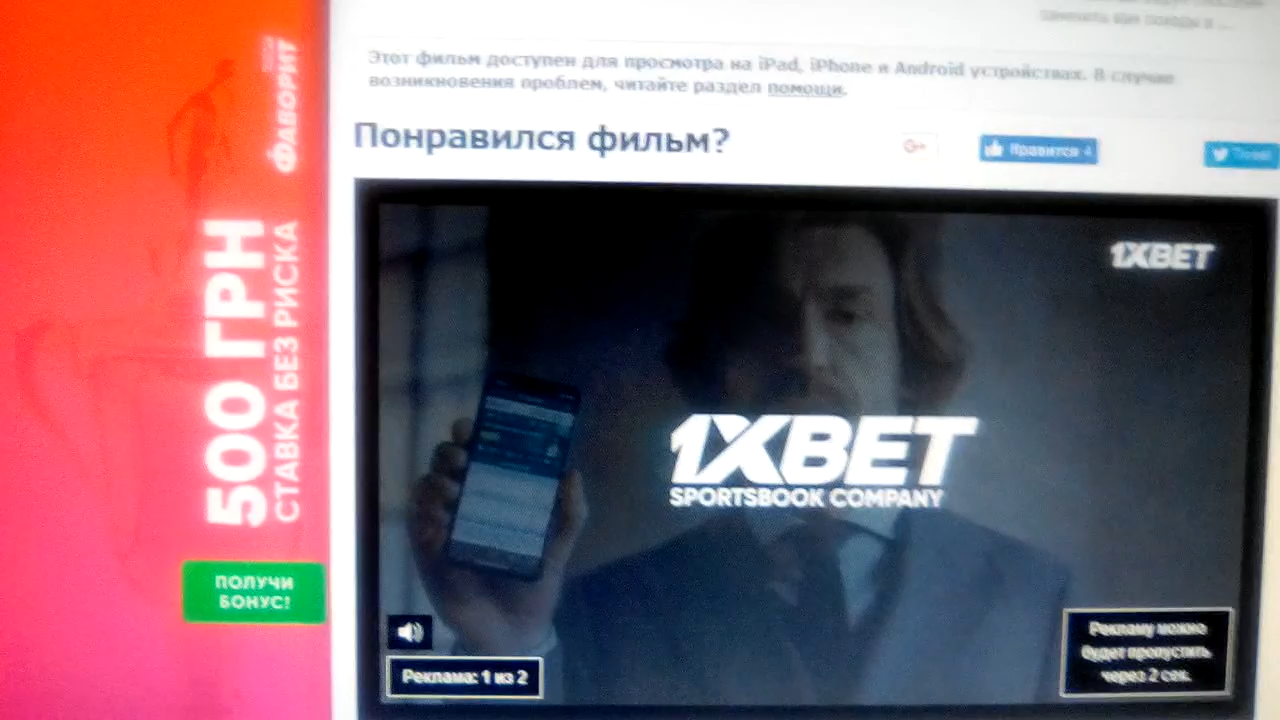 Этот фильм доступен для просмотра на iPad, iPhone и Android устройствах. В случае
возникновения проблем, читайте раздел помощи.
Понравился фильм?
G+
Нравится 4
Tweet
ФАВОРИТ
500 ГРН
СТАВКА БЕЗ РИСКА
ПОЛУЧИ
БОНУС!
1XBET
1XBET
SPORTSBOOK COMPANY
Реклама: 1 из 2
Рекламу можно
будет пропустить
через 2 сек.